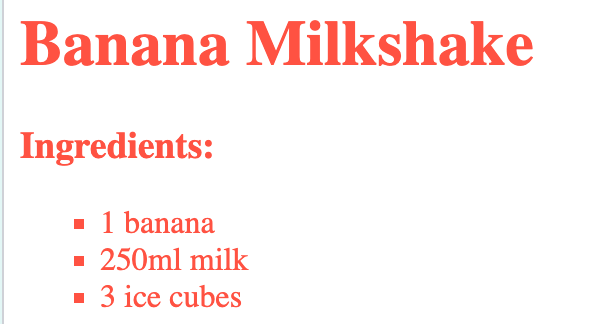 Banana Milkshake
Ingredients:
1 banana
250ml milk
3 ice cubes